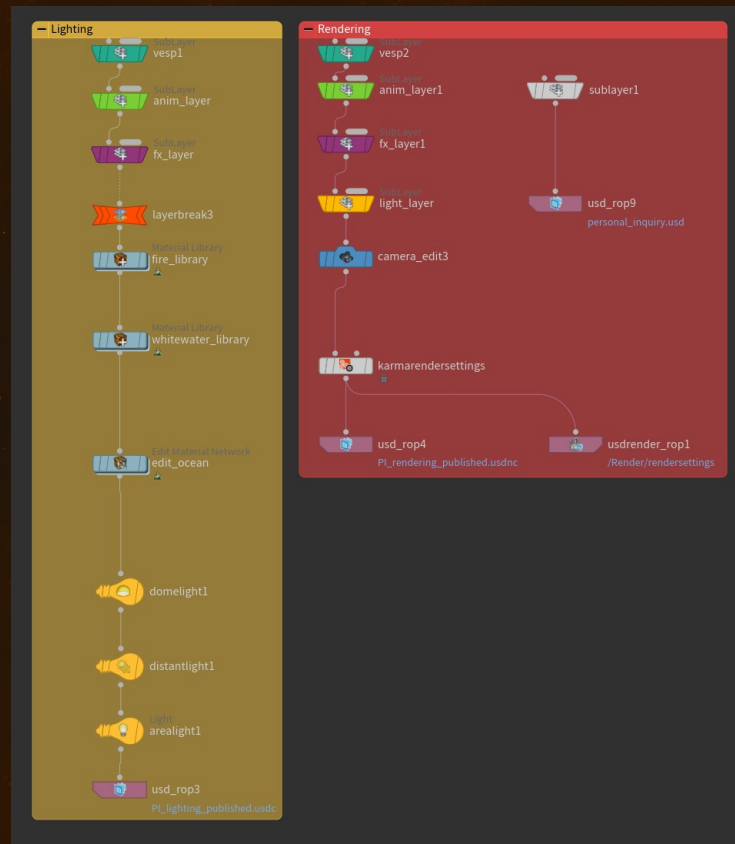 Lighting
SubLayer
vesp1
SubLayer
anim_layer
SubLayer
fx_layer
layerbreak3
Material Library
fire_library
Material Library
whitewater_library
Edit Material Network
edit_ocean
domelight1
distantlight1
Light
arealight1
usd_rop3
PI_lighting_published.usdc
Rendering
SubLayer
vesp2
SubLayer
anim_layer1
SubLayer
fx_layer1
SubLayer
light_layer
camera_edit3
karmarendersettings
usd_rop4
PI_rendering_published.usdnc
sublayer1
usd_rop9
personal_inquiry.usd
usdrender_rop1
/Render/rendersettings